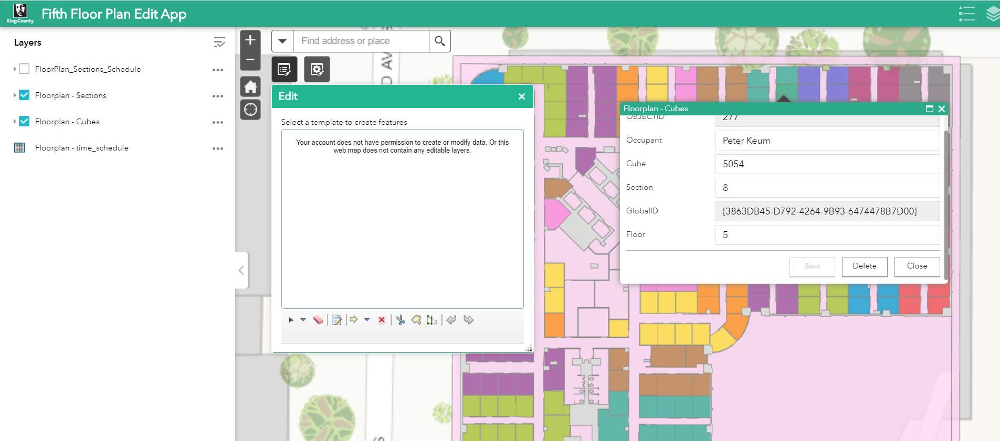 King County
Fifth Floor Plan Edit App
Layers
FloorPlan_Sections_Schedule
Floorplan - Sections
Floorplan - Cubes
Floorplan - time_schedule
Find address or place
Edit
Select a template to create features
Your account does not have permission to create or modify data. Or this
web map does not contain any editable layers.
Floorplan - Cubes
OBJECTID 277
Occupant Peter Keum
Cube 5054
Section 8
GlobalID {3863DB45-D792-4264-9B93-6474478B7D00}
Floor 5
Save Delete Close